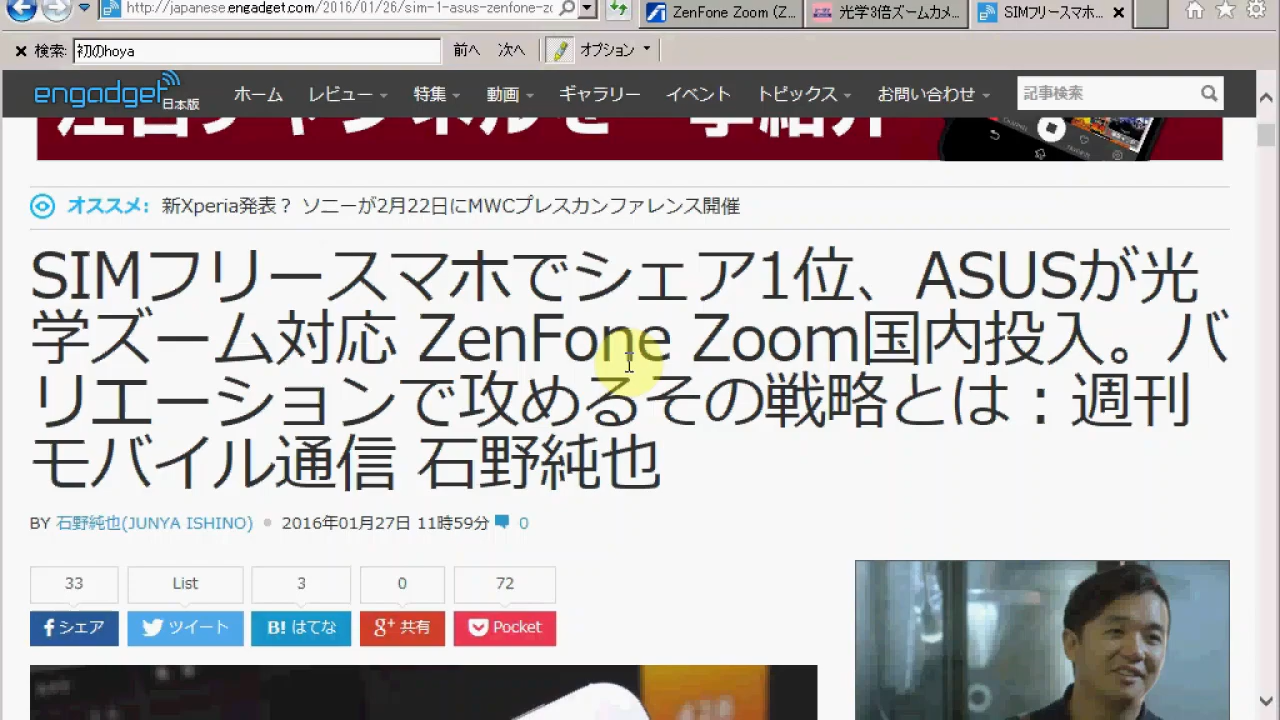 http://japanese.engadget.com/2016/01/26/sim-1-asus-zenfone-zo
ZenFone Zoom (Z...
光学3倍ズームカメ...
SIMフリースマホ...
検索: 初のhoya 前へ 次へ オプション
engadget 日本版 ホーム レビュー 特集 動画 ギャラリー イベント トピックス お問い合わせ 記事検索
オススメ: 新Xperia発表？ ソニーが2月22日にMWCプレスカンファレンス開催
SIMフリースマホでシェア1位、ASUSが光
学ズーム対応 ZenFone Zoom国内投入。バ
リエーションで攻めるその戦略とは：週刊
モバイル通信 石野純也
BY 石野純也(JUNYA ISHINO) 2016年01月27日 11時59分 0
33 List 3 0 72
シェア ツイート B! はてな g+ 共有 Pocket